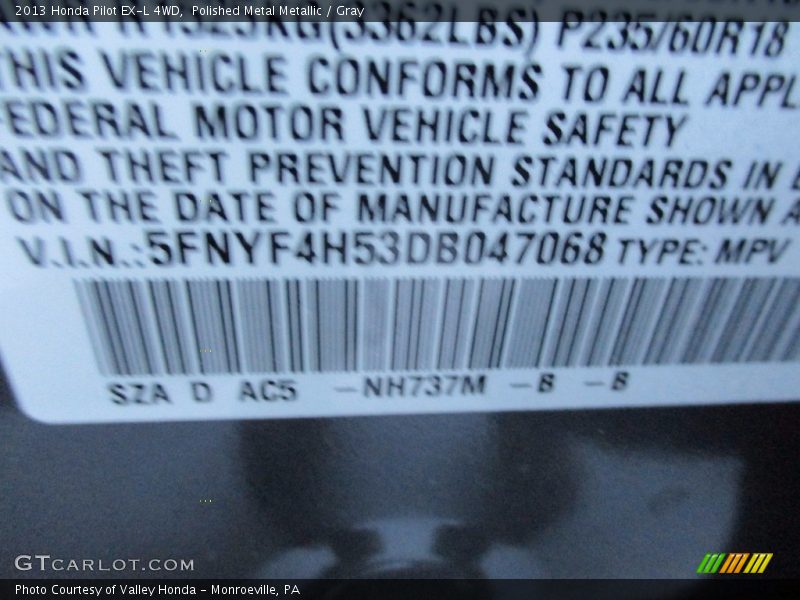 2013 Honda Pilot EX-L 4WD, Polished Metal Metallic / Gray
(3362LBS) P235/60R18
THIS VEHICLE CONFORMS TO ALL APPL
FEDERAL MOTOR VEHICLE SAFETY
AND THEFT PREVENTION STANDARDS IN
ON THE DATE OF MANUFACTURE SHOWN A
V.I.N.:5FNYF4H53DB047068 TYPE: MPV
SZA D AC5 -NH737M -B -B
GTCARLOT.COM
Photo Courtesy of Valley Honda - Monroeville, PA